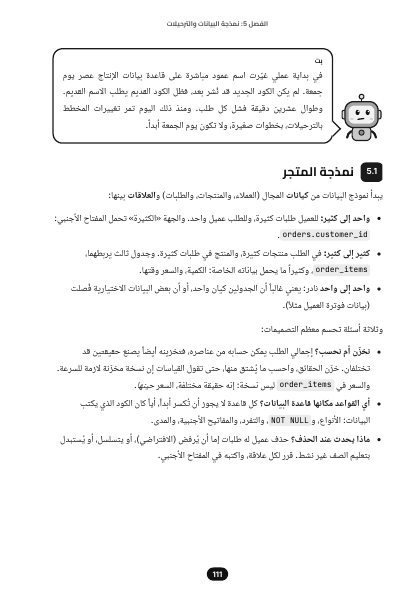 الفصل 5: نمذجة البيانات والترحيلات
بِت
في بداية عملي غيّرت اسم عمود مباشرة على قاعدة بيانات الإنتاج عصر يوم
جمعة. لم يكن الكود الجديد قد نُشر بعد، فظل الكود القديم يطلب الاسم القديم.
وطوال عشرين دقيقة فشل كل طلب. ومنذ ذلك اليوم تمر تغييرات المخطط
بالترحيلات، بخطوات صغيرة، ولا تكون يوم الجمعة أبداً.
5.1 نمذجة المتجر
يبدأ نموذج البيانات من كيانات المجال (العملاء، والمنتجات، والطلبات) والعلاقات بينها:
• واحد إلى كثير: للعميل طلبات كثيرة، وللطلب عميل واحد. والجهة «الكثيرة» تحمل المفتاح الأجنبي:
orders.customer_id.
• كثير إلى كثير: في الطلب منتجات كثيرة، والمنتج في طلبات كثيرة. وجدول ثالث يربطهما،
order_items، وكثيراً ما يحمل بياناته الخاصة: الكمية، والسعر وقتها.
• واحد إلى واحد نادر: يعني غالباً أن الجدولين كيان واحد، أو أن بعض البيانات الاختيارية فُصلت
(بيانات فوترة العميل مثلاً).
وثلاثة أسئلة تحسم معظم التصميمات:
• نخزّن أم نحسب؟ إجمالي الطلب يمكن حسابه من عناصره، فتخزينه أيضاً يصنع حقيقتين قد
تختلفان. خزّن الحقائق، واحسب ما يُشتق منها، حتى تقول القياسات إن نسخة مخزنة لازمة للسرعة.
والسعر في order_items ليس نسخة: إنه حقيقة مختلفة، السعر حينها.
• أي القواعد مكانها قاعدة البيانات؟ كل قاعدة لا يجوز أن تُكسر أبداً، أياً كان الكود الذي يكتب
البيانات: الأنواع، و NOT NULL، والتفرد، والمفاتيح الأجنبية، والمدى.
• ماذا يحدث عند الحذف؟ حذف عميل له طلبات إما أن يُرفض (الافتراضي)، أو يتسلسل، أو يُستبدل
بتعليم الصف غير نشط. قرر لكل علاقة، واكتبه في المفتاح الأجنبي.
111